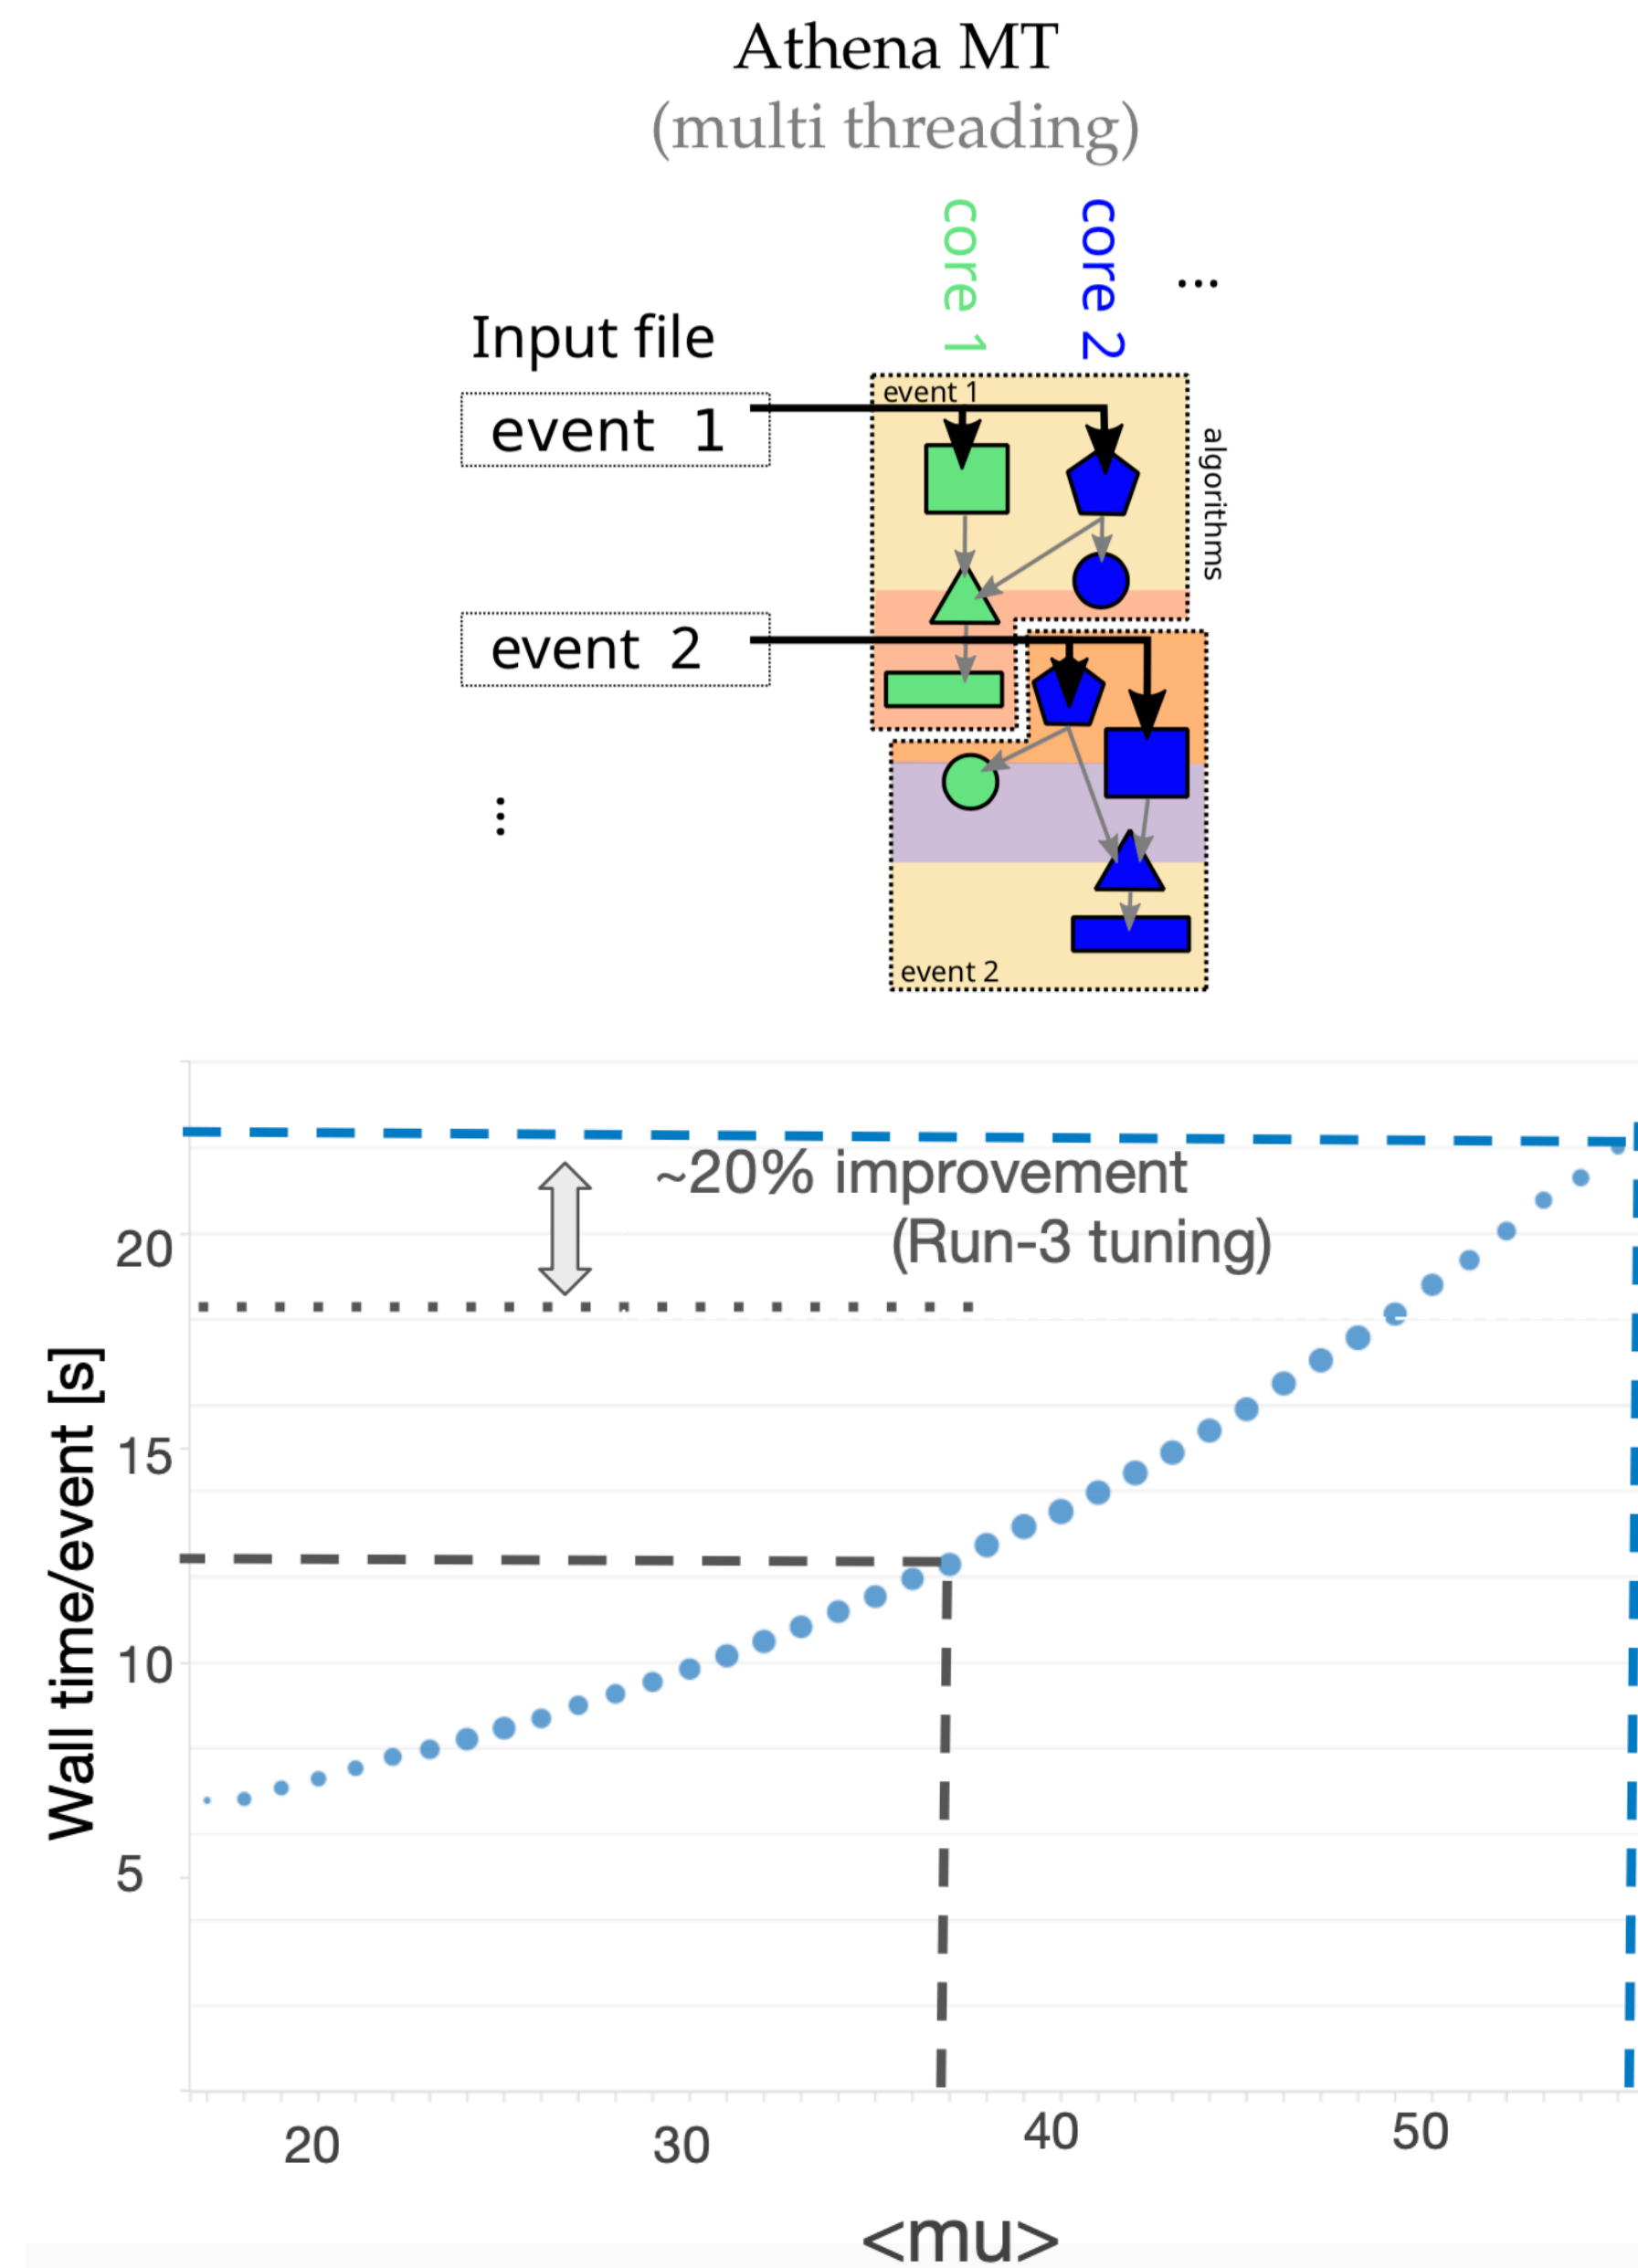 Athena MT
(multi threading)
core 1
core 2
...
Input file
event 1
event 1
algorithms
event 2
...
event 2
~20% improvement
(Run-3 tuning)
20
15
10
5
Wall time/event [s]
20
30
40
50
<mu>